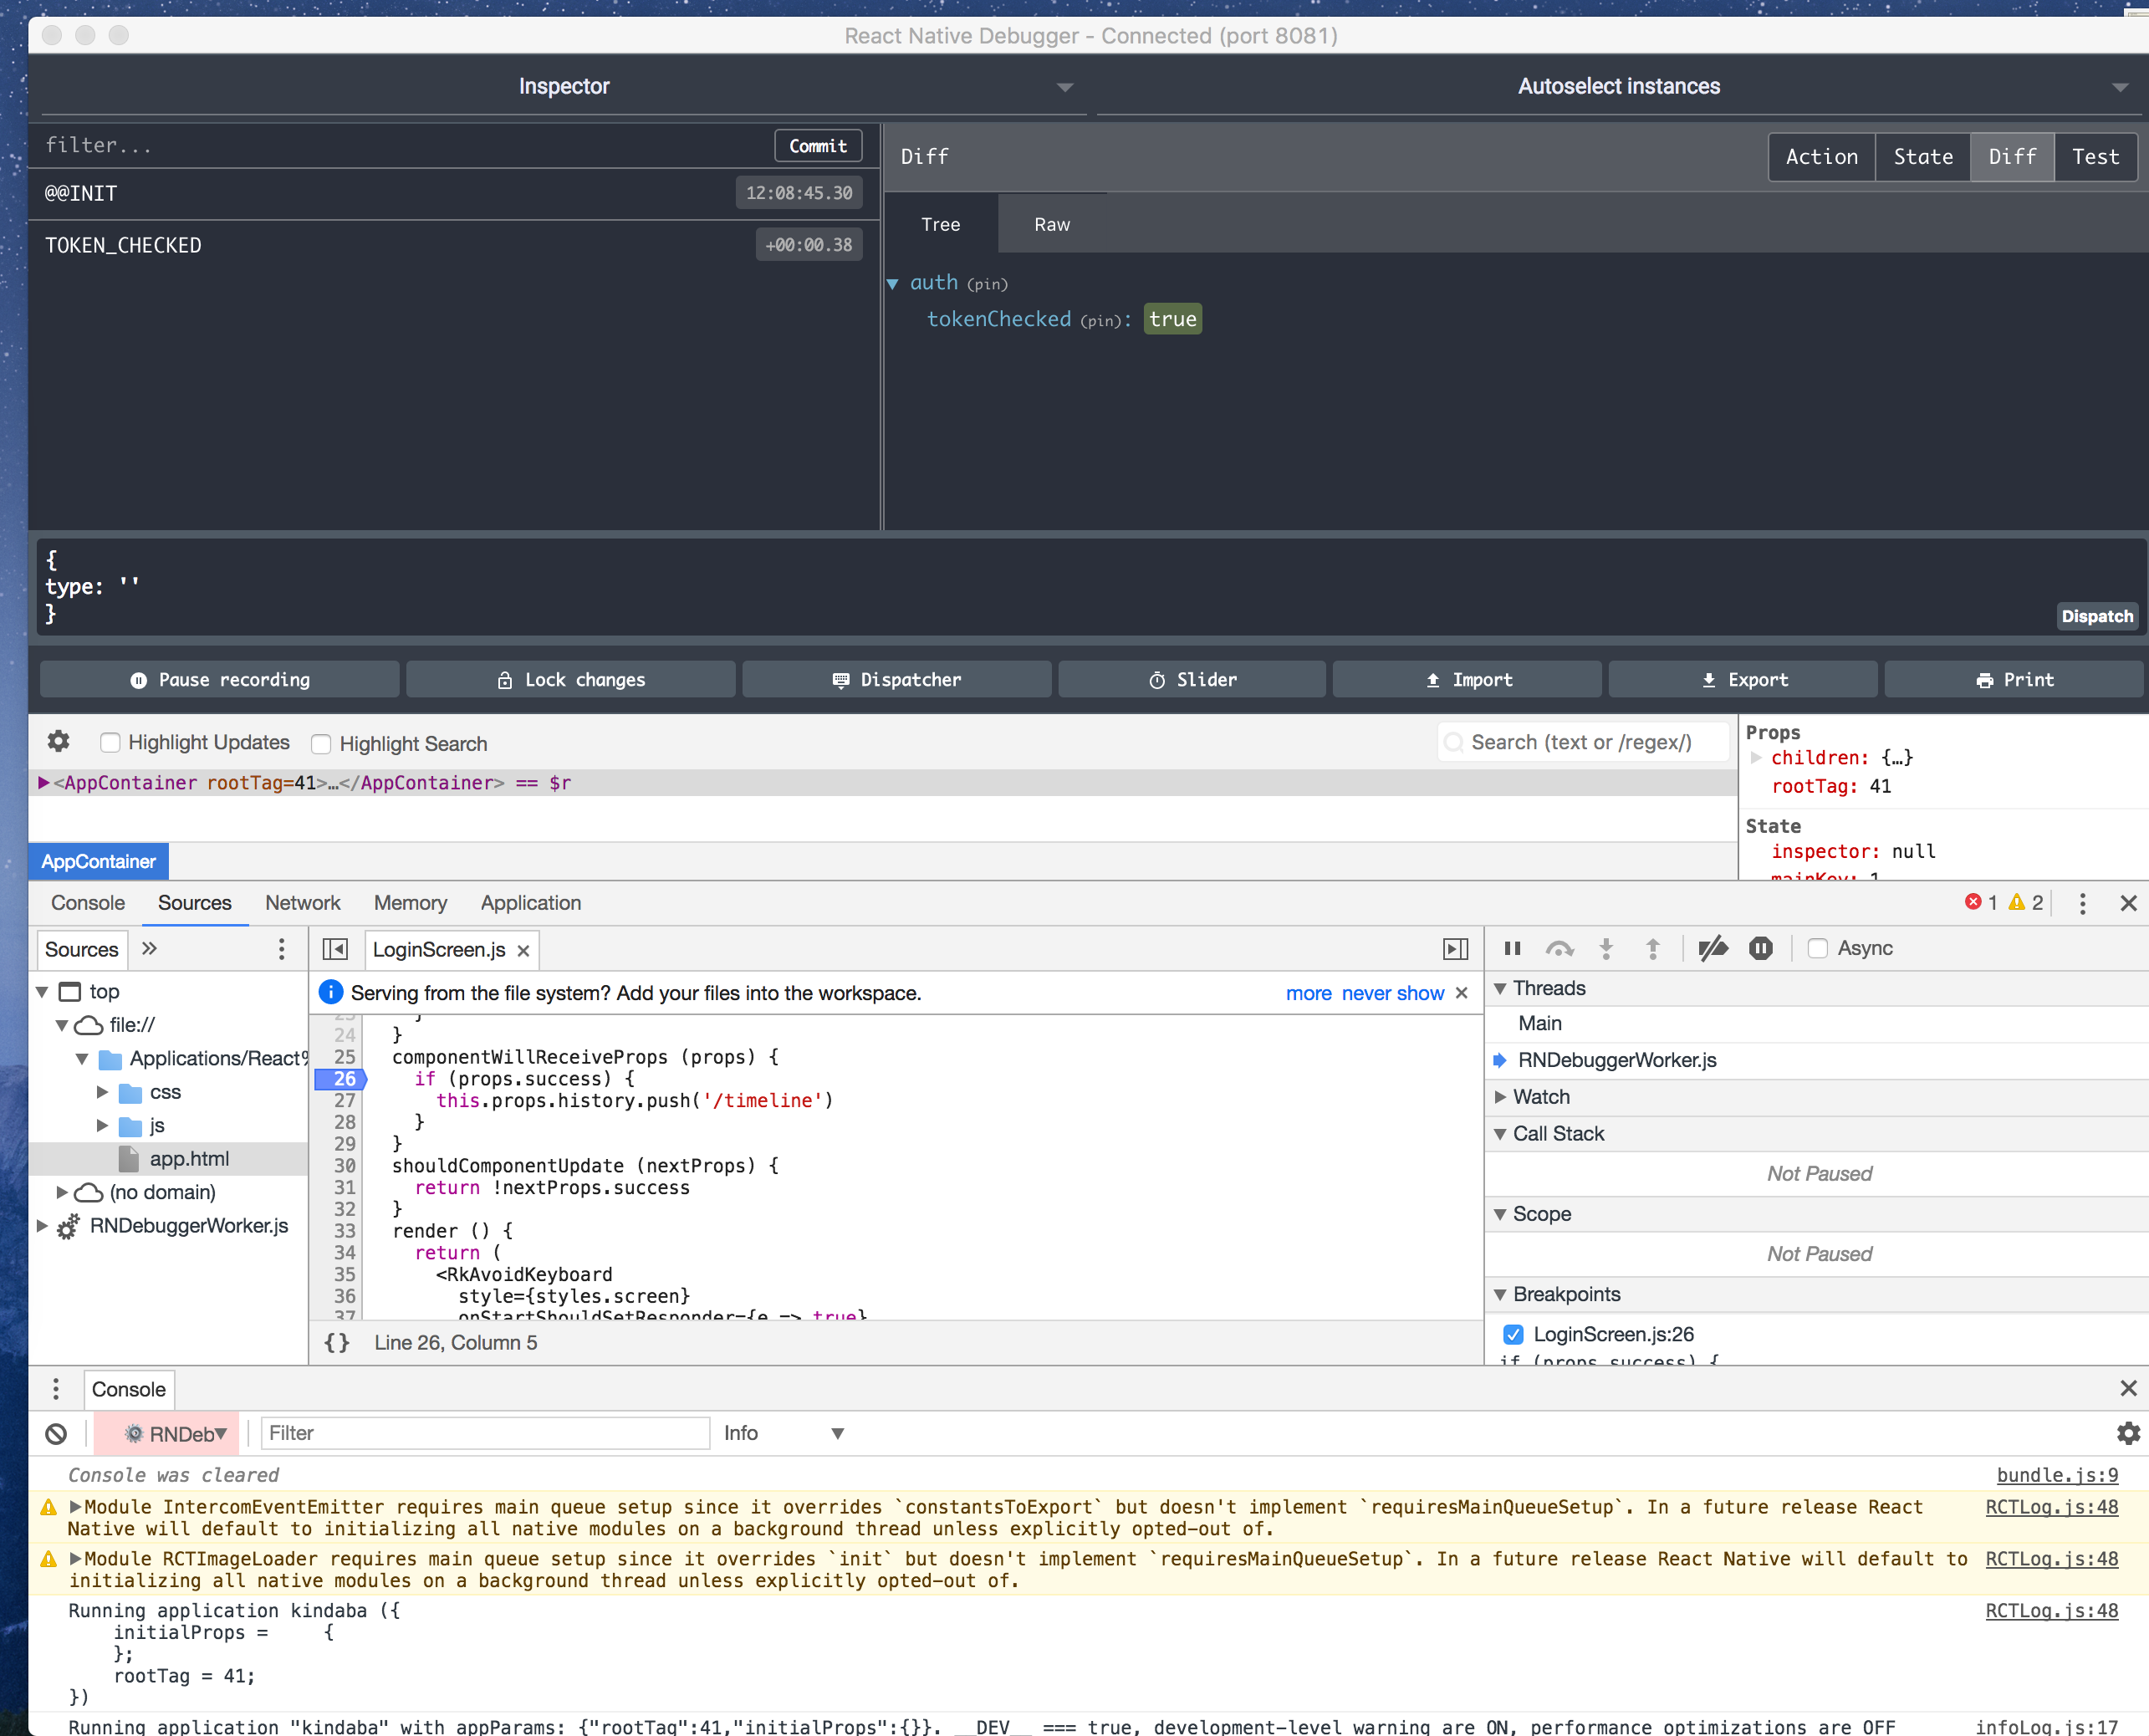 React Native Debugger - Connected (port 8081)
Inspector
Autoselect instances
filter...
Commit
Diff
Action
State
Diff
Test
@@INIT
12:08:45.30
TOKEN_CHECKED
+00:00.38
Tree
Raw
auth (pin)
tokenChecked (pin): true
{
type: ''
}
Dispatch
Pause recording
Lock changes
Dispatcher
Slider
Import
Export
Print
Highlight Updates
Highlight Search
Search (text or /regex/)
<AppContainer rootTag=41>…</AppContainer> == $r
AppContainer
Props
children: {…}
rootTag: 41
State
inspector: null
mainKey: 1
Console
Sources
Network
Memory
Application
1
2
Sources
»
LoginScreen.js
Async
top
file://
Applications/React%
css
js
app.html
(no domain)
RNDebuggerWorker.js
Serving from the file system? Add your files into the workspace.
more
never show
23 }
24 }
25 componentWillReceiveProps (props) {
26 if (props.success) {
27 this.props.history.push('/timeline')
28 }
29 }
30 shouldComponentUpdate (nextProps) {
31 return !nextProps.success
32 }
33 render () {
34 return (
35 <RkAvoidKeyboard
36 style={styles.screen}
37 onStartShouldSetResponder={e => true}
{} Line 26, Column 5
Threads
Main
RNDebuggerWorker.js
Watch
Call Stack
Not Paused
Scope
Not Paused
Breakpoints
LoginScreen.js:26
if (props.success) {
Console
RNDeb
Filter
Info
Console was cleared
bundle.js:9
Module IntercomEventEmitter requires main queue setup since it overrides `constantsToExport` but doesn't implement `requiresMainQueueSetup`. In a future release React
RCTLog.js:48
Native will default to initializing all native modules on a background thread unless explicitly opted-out of.
Module RCTImageLoader requires main queue setup since it overrides `init` but doesn't implement `requiresMainQueueSetup`. In a future release React Native will default to
RCTLog.js:48
initializing all native modules on a background thread unless explicitly opted-out of.
Running application kindaba ({
RCTLog.js:48
initialProps = {
};
rootTag = 41;
})
Running application "kindaba" with appParams: {"rootTag":41,"initialProps":{}}. __DEV__ === true, development-level warning are ON, performance optimizations are OFF
infoLog.js:17